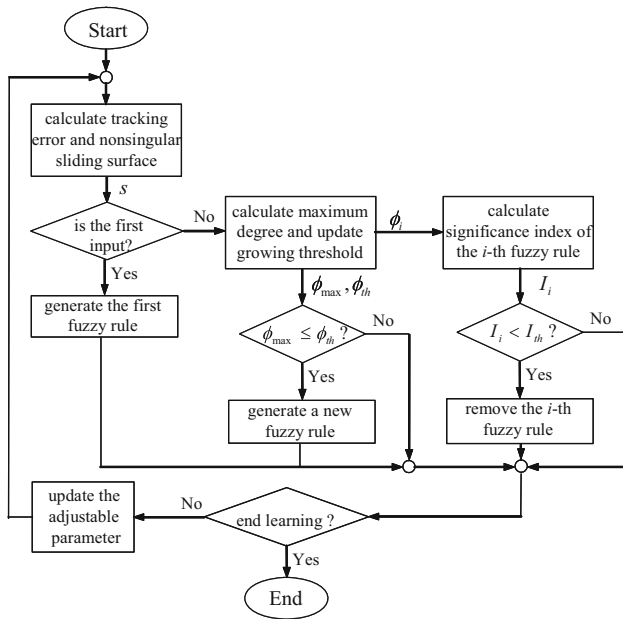 Start
calculate tracking
error and nonsingular
sliding surface
s
is the first
input?
No
Yes
generate the first
fuzzy rule
calculate maximum
degree and update
growing threshold
ϕi
ϕmax , ϕth
ϕmax ≤ ϕth ?
No
Yes
generate a new
fuzzy rule
calculate
significance index of
the i-th fuzzy rule
Ii
Ii < Ith ?
No
Yes
remove the i-th
fuzzy rule
end learning ?
No
update the
adjustable
parameter
Yes
End